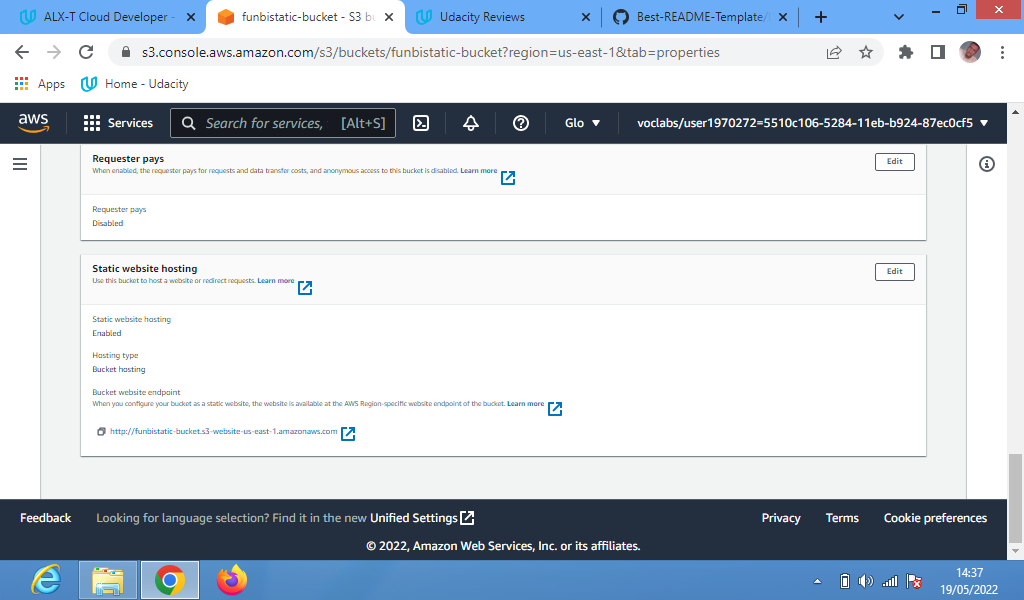 ALX-T Cloud Developer -
funbistatic-bucket - S3 bu
Udacity Reviews
Best-README-Template/
s3.console.aws.amazon.com/s3/buckets/funbistatic-bucket?region=us-east-1&tab=properties
Apps
Home - Udacity
aws
Services
Search for services,
[Alt+S]
Glo
voclabs/user1970272=5510c106-5284-11eb-b924-87ec0cf5
Requester pays
Edit
When enabled, the requester pays for requests and data transfer costs, and anonymous access to this bucket is disabled. Learn more
Requester pays
Disabled
Static website hosting
Edit
Use this bucket to host a website or redirect requests. Learn more
Static website hosting
Enabled
Hosting type
Bucket hosting
Bucket website endpoint
When you configure your bucket as a static website, the website is available at the AWS Region-specific website endpoint of the bucket. Learn more
http://funbistatic-bucket.s3-website-us-east-1.amazonaws.com
Feedback
Looking for language selection? Find it in the new Unified Settings
Privacy
Terms
Cookie preferences
© 2022, Amazon Web Services, Inc. or its affiliates.
14:37
19/05/2022